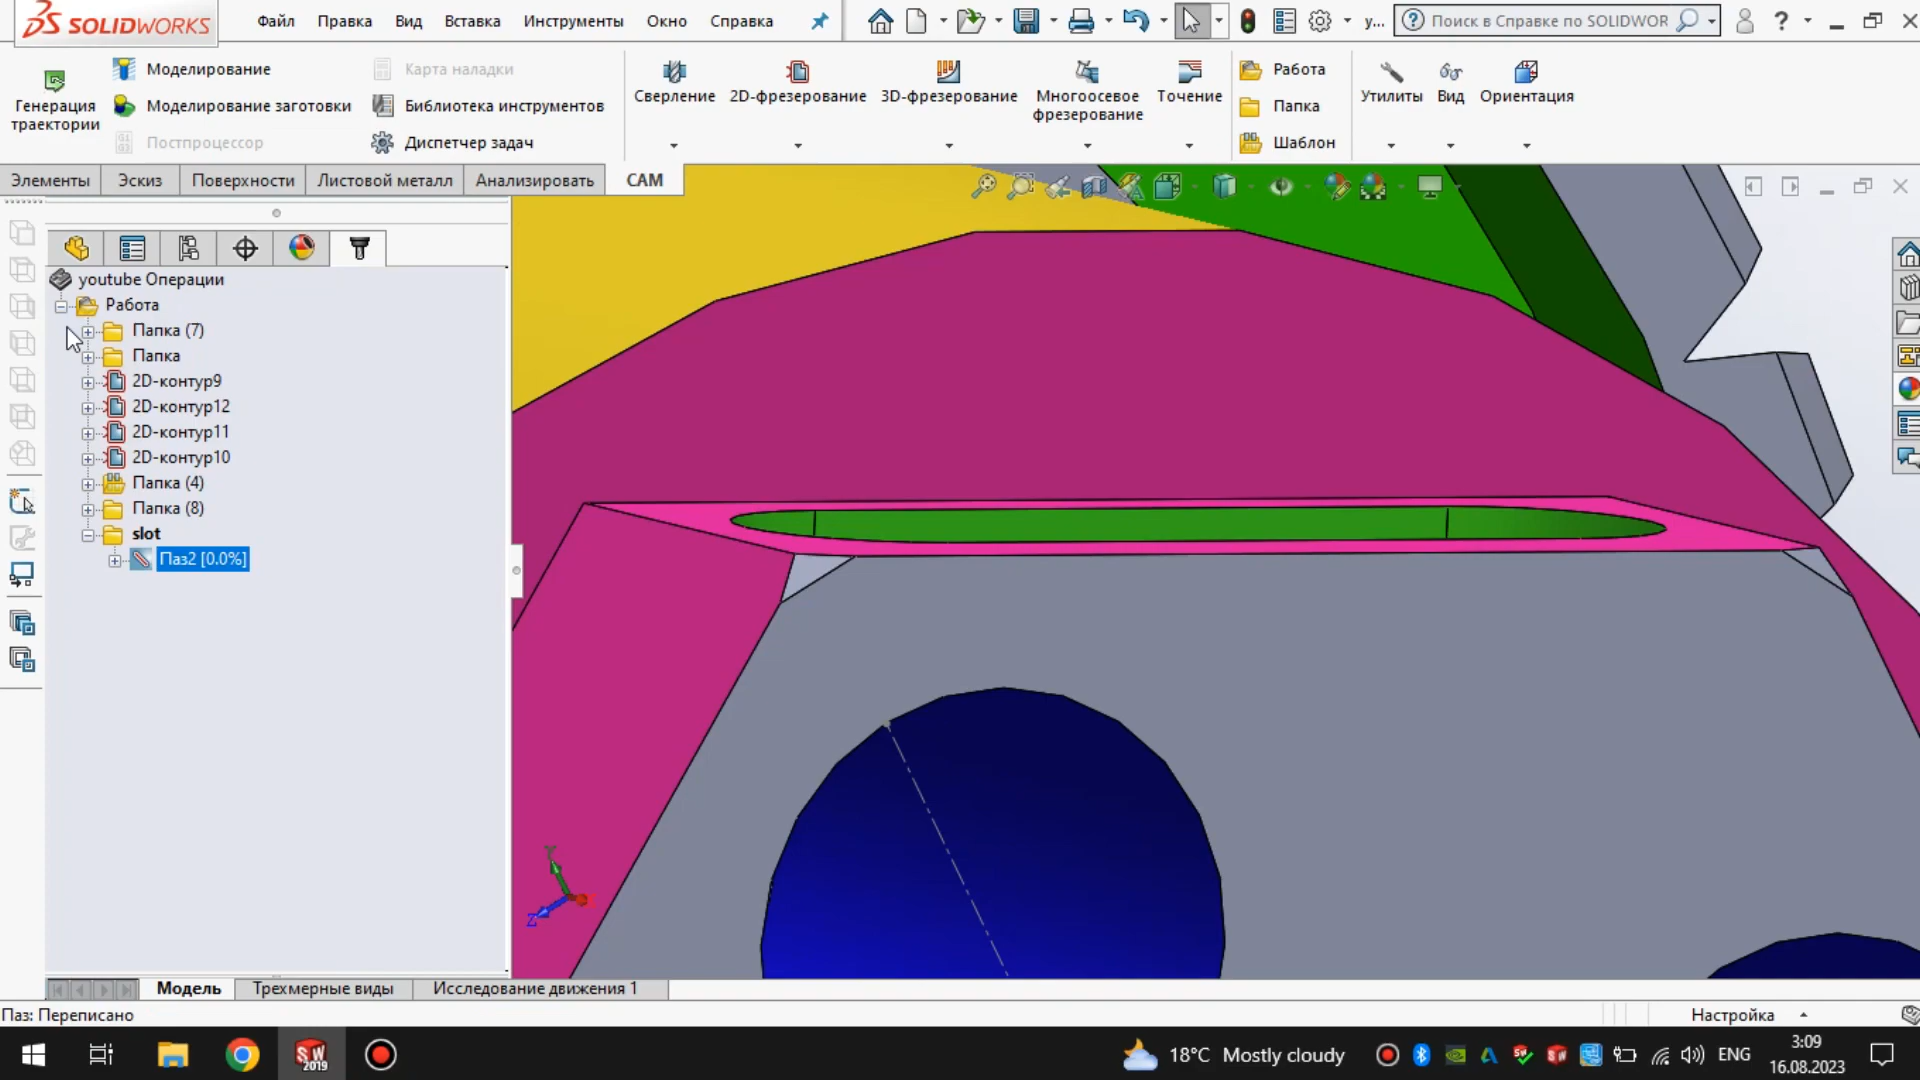 SOLIDWORKS
Файл Правка Вид Вставка Инструменты Окно Справка
у...
Поиск в Справке по SOLIDWOR
?
Генерация траектории
Моделирование
Моделирование заготовки
Постпроцессор
Карта наладки
Библиотека инструментов
Диспетчер задач
Сверление
2D-фрезерование
3D-фрезерование
Многоосевое фрезерование
Точение
Работа
Папка
Шаблон
Утилиты
Вид
Ориентация
Элементы Эскиз Поверхности Листовой металл Анализировать CAM
youtube Операции
Работа
Папка (7)
Папка
2D-контур9
2D-контур12
2D-контур11
2D-контур10
Папка (4)
Папка (8)
slot
Паз2 [0.0%]
Y
Z
Модель Трехмерные виды Исследование движения 1
Паз: Переписано
Настройка
SW 2019
18°C Mostly cloudy
ENG
3:09
16.08.2023